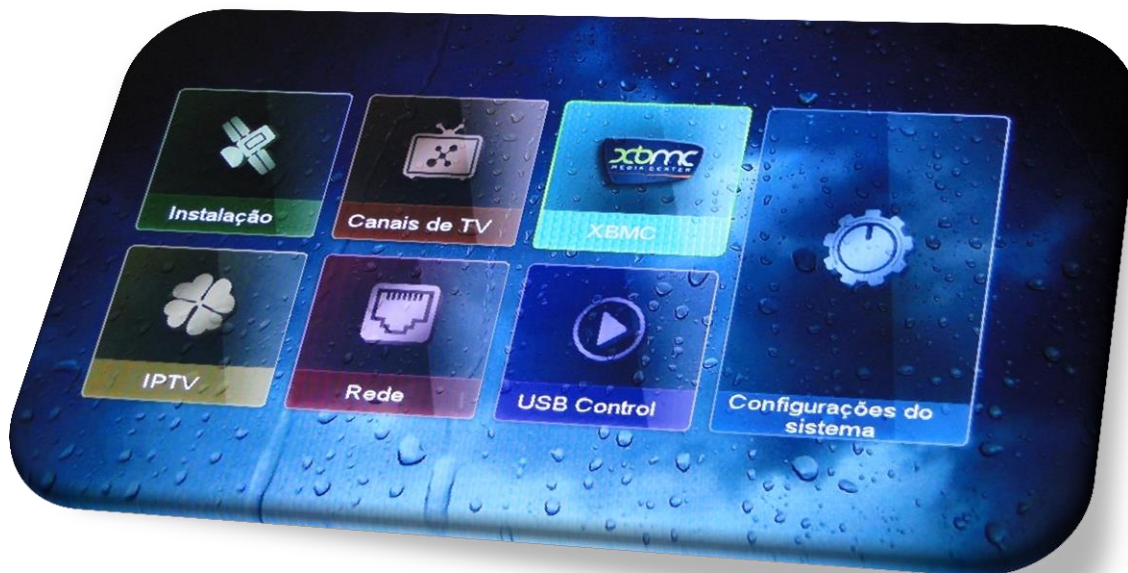 xbmc
MEDIA CENTER
Instalação
Canais de TV
XBMC
IPTV
Rede
USB Control
Configurações do
sistema